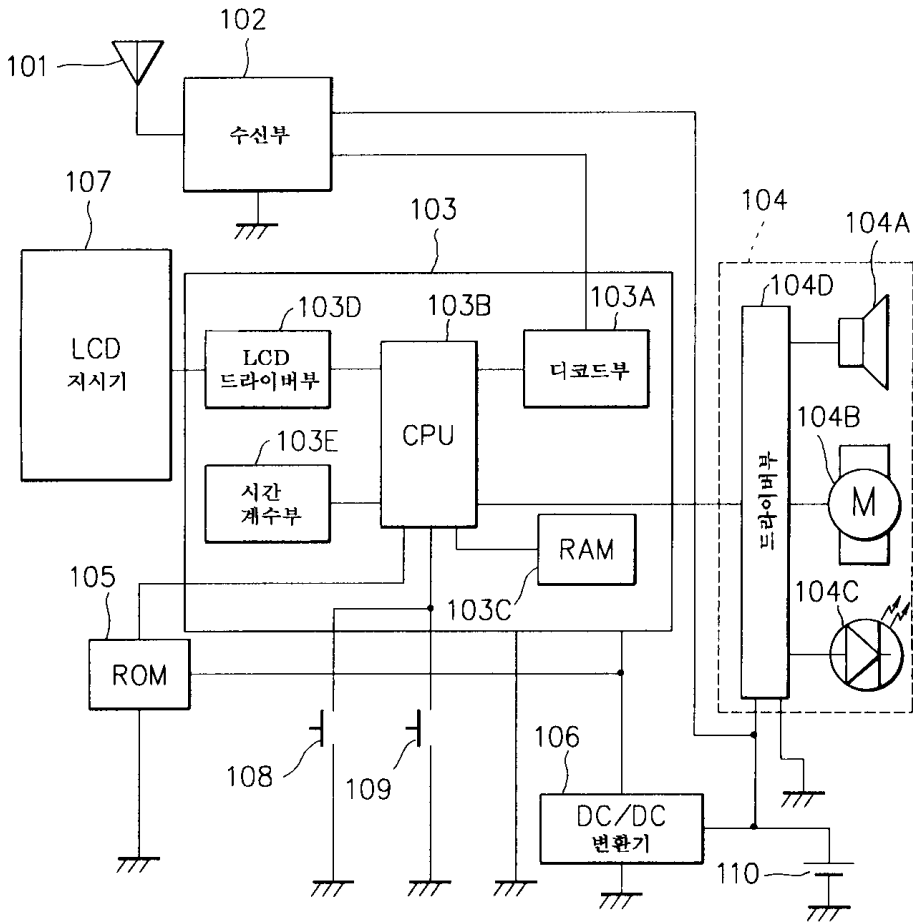 102
101
수신부
107
103
104
104A
104D
103D
103B
103A
LCD
지시기
LCD
드라이버부
CPU
디코드부
103E
시간
계수부
104B
M
드라이버부
RAM
103C
104C
105
ROM
108
109
106
DC/DC
변환기
110